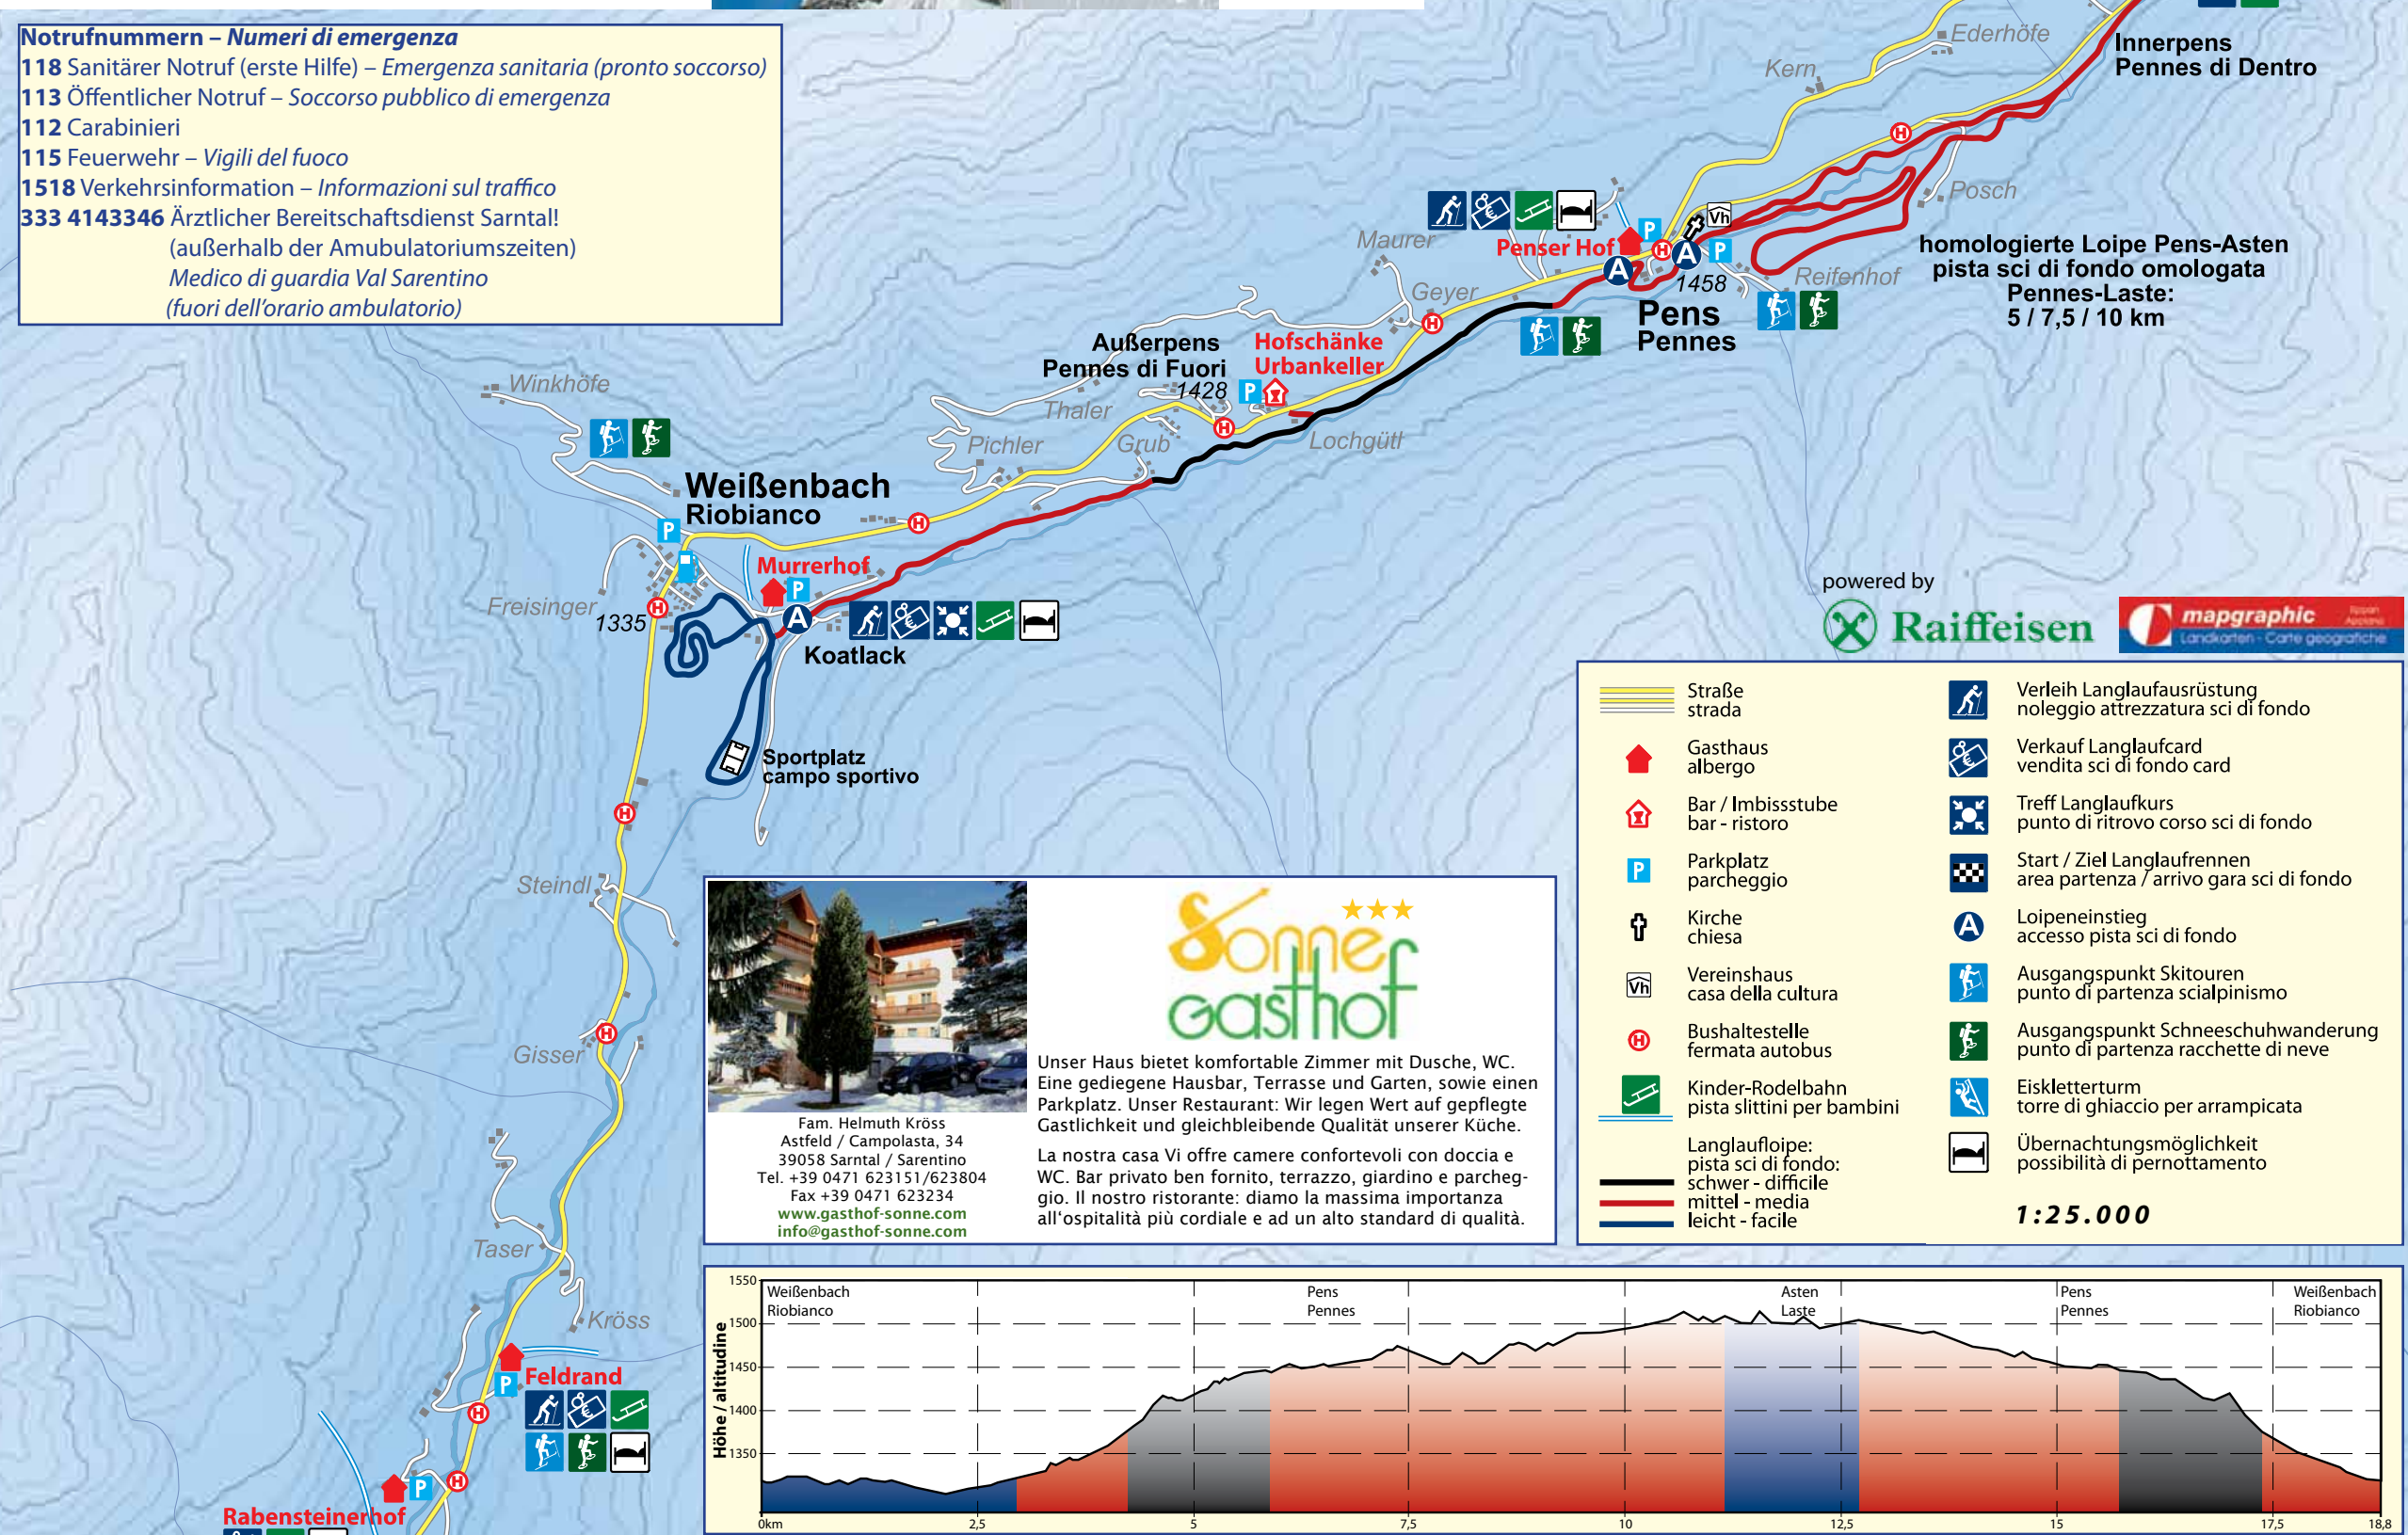 Notrufnummern – Numeri di emergenza
118 Sanitärer Notruf (erste Hilfe) – Emergenza sanitaria (pronto soccorso)
113 Öffentlicher Notruf – Soccorso pubblico di emergenza
112 Carabinieri
115 Feuerwehr – Vigili del fuoco
1518 Verkehrsinformation – Informazioni sul traffico
333 4143346 Ärztlicher Bereitschaftsdienst Sarntal!
(außerhalb der Amubulatoriumszeiten)
Medico di guardia Val Sarentino
(fuori dell'orario ambulatorio)
Ederhöfe
Innerpens
Pennes di Dentro
Kern
H
Posch
Vh
P
Maurer
Penser Hof
H
A
A
P
1458
Reifenhof
homologierte Loipe Pens-Asten
pista sci di fondo omologata
Pennes-Laste:
5 / 7,5 / 10 km
Geyer
H
Pens
Pennes
Außerpens
Pennes di Fuori
1428
Hofschänke
Urbankeller
P
H
Thaler
Grub
Lochgütl
Pichler
Winkhöfe
Weißenbach
Riobianco
P
H
Murrerhof
P
A
Freisinger
1335
H
Koatlack
Sportplatz
campo sportivo
H
Steindl
Gisser
H
Taser
Kröss
Feldrand
P
H
P
H
Rabensteinerhof
powered by
Raiffeisen
mapgraphic
Eppan
Appiano
Landkarten - Carte geografiche
Straße
strada
Gasthaus
albergo
Bar / Imbissstube
bar - ristoro
P
Parkplatz
parcheggio
Kirche
chiesa
Vh
Vereinshaus
casa della cultura
H
Bushaltestelle
fermata autobus
Kinder-Rodelbahn
pista slittini per bambini
Langlaufloipe:
pista sci di fondo:
schwer - difficile
mittel - media
leicht - facile
Verleih Langlaufausrüstung
noleggio attrezzatura sci di fondo
Verkauf Langlaufcard
vendita sci di fondo card
Treff Langlaufkurs
punto di ritrovo corso sci di fondo
Start / Ziel Langlaufrennen
area partenza / arrivo gara sci di fondo
A
Loipeneinstieg
accesso pista sci di fondo
Ausgangspunkt Skitouren
punto di partenza scialpinismo
Ausgangspunkt Schneeschuhwanderung
punto di partenza racchette di neve
Eiskletterturm
torre di ghiaccio per arrampicata
Übernachtungsmöglichkeit
possibilità di pernottamento
1:25.000
Sonne
Gasthof
Fam. Helmuth Kröss
Astfeld / Campolasta, 34
39058 Sarntal / Sarentino
Tel. +39 0471 623151/623804
Fax +39 0471 623234
www.gasthof-sonne.com
info@gasthof-sonne.com
Unser Haus bietet komfortable Zimmer mit Dusche, WC.
Eine gediegene Hausbar, Terrasse und Garten, sowie einen
Parkplatz. Unser Restaurant: Wir legen Wert auf gepflegte
Gastlichkeit und gleichbleibende Qualität unserer Küche.
La nostra casa Vi offre camere confortevoli con doccia e
WC. Bar privato ben fornito, terrazzo, giardino e parcheg-
gio. Il nostro ristorante: diamo la massima importanza
all'ospitalità più cordiale e ad un alto standard di qualità.
Höhe / altitudine
1550
1500
1450
1400
1350
Weißenbach
Riobianco
Pens
Pennes
Asten
Laste
Pens
Pennes
Weißenbach
Riobianco
0km
2,5
5
7,5
10
12,5
15
17,5
18,8